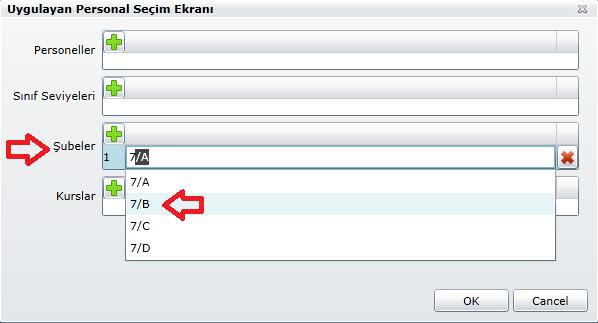 Uygulayan Personal Seçim Ekranı
Personeller
Sınıf Seviyeleri
Şubeler
1 7/A
7/A
7/B
Kurslar
7/C
7/D
OK Cancel